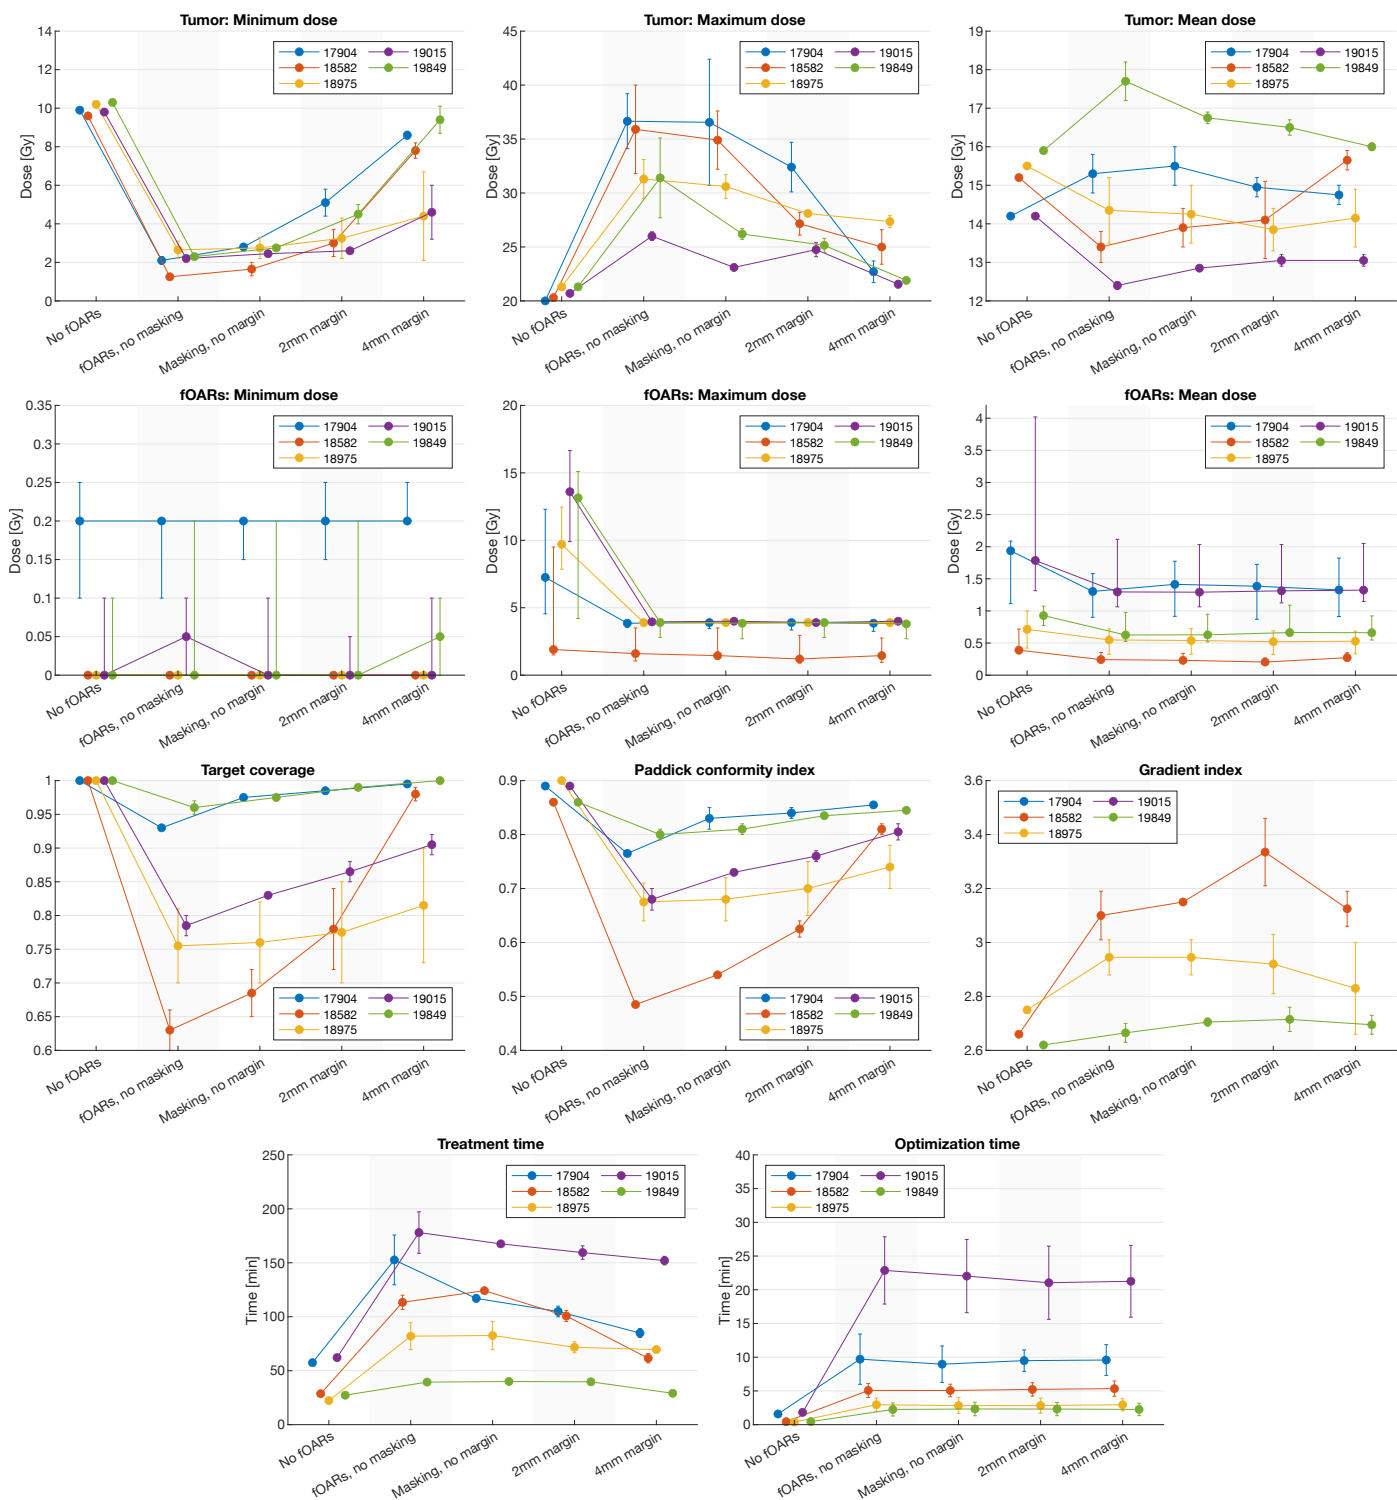 Tumor: Minimum dose
Dose [Gy]
14
12
10
8
6
4
2
0
17904
18582
18975
19015
19849
No fOARs
fOARs, no masking
Masking, no margin
2mm margin
4mm margin
Tumor: Maximum dose
Dose [Gy]
45
40
35
30
25
20
17904
18582
18975
19015
19849
No fOARs
fOARs, no masking
Masking, no margin
2mm margin
4mm margin
Tumor: Mean dose
Dose [Gy]
19
18
17
16
15
14
13
12
17904
18582
18975
19015
19849
No fOARs
fOARs, no masking
Masking, no margin
2mm margin
4mm margin
fOARs: Minimum dose
Dose [Gy]
0.35
0.3
0.25
0.2
0.15
0.1
0.05
0
17904
18582
18975
19015
19849
No fOARs
fOARs, no masking
Masking, no margin
2mm margin
4mm margin
fOARs: Maximum dose
Dose [Gy]
20
15
10
5
0
17904
18582
18975
19015
19849
No fOARs
fOARs, no masking
Masking, no margin
2mm margin
4mm margin
fOARs: Mean dose
Dose [Gy]
4
3.5
3
2.5
2
1.5
1
0.5
0
17904
18582
18975
19015
19849
No fOARs
fOARs, no masking
Masking, no margin
2mm margin
4mm margin
Target coverage
1
0.95
0.9
0.85
0.8
0.75
0.7
0.65
0.6
17904
18582
18975
19015
19849
No fOARs
fOARs, no masking
Masking, no margin
2mm margin
4mm margin
Paddick conformity index
0.9
0.8
0.7
0.6
0.5
0.4
17904
18582
18975
19015
19849
No fOARs
fOARs, no masking
Masking, no margin
2mm margin
4mm margin
Gradient index
3.6
3.4
3.2
3
2.8
2.6
17904
18582
18975
19015
19849
No fOARs
fOARs, no masking
Masking, no margin
2mm margin
4mm margin
Treatment time
Time [min]
250
200
150
100
50
0
17904
18582
18975
19015
19849
No fOARs
fOARs, no masking
Masking, no margin
2mm margin
4mm margin
Optimization time
Time [min]
40
35
30
25
20
15
10
5
0
17904
18582
18975
19015
19849
No fOARs
fOARs, no masking
Masking, no margin
2mm margin
4mm margin